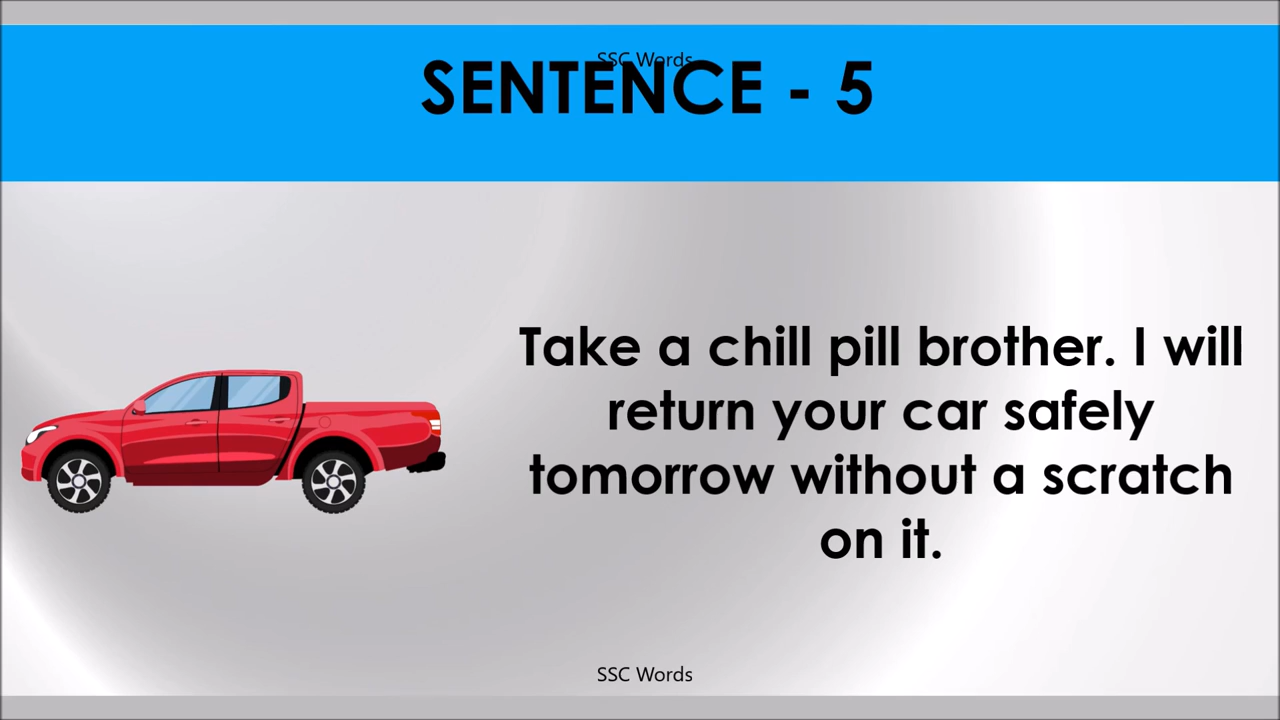 SSC Words
SENTENCE - 5
Take a chill pill brother. I will
return your car safely
tomorrow without a scratch
on it.
SSC Words